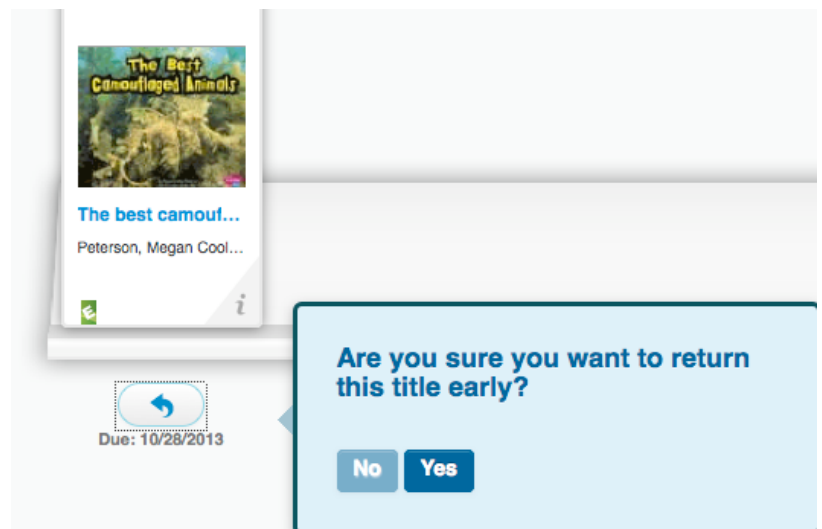 The Best
Camouflaged Animals
The best camouf...
Peterson, Megan Cool...
E
i
Are you sure you want to return
this title early?
Due: 10/28/2013
No Yes